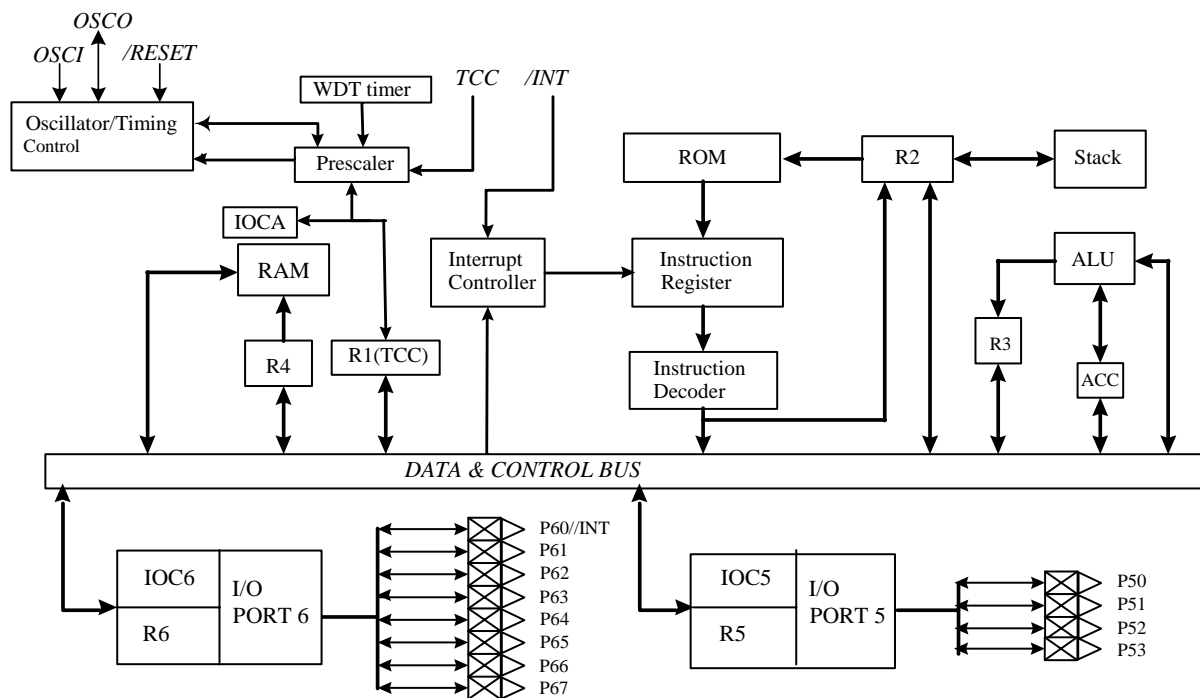 OSCO
OSCI
/RESET
WDT timer
TCC
/INT
Oscillator/Timing
Control
Prescaler
ROM
R2
Stack
IOCA
RAM
Interrupt
Controller
Instruction
Register
ALU
R4
R1(TCC)
R3
Instruction
Decoder
ACC
DATA & CONTROL BUS
IOC6
R6
I/O
PORT 6
P60//INT
P61
P62
P63
P64
P65
P66
P67
IOC5
R5
I/O
PORT 5
P50
P51
P52
P53